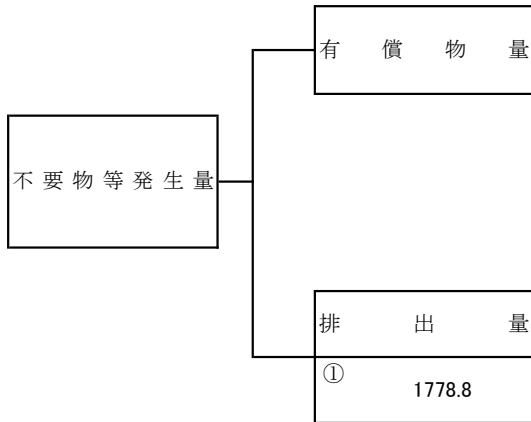 有償物量
不要物等発生量
排出量
①
1778.8